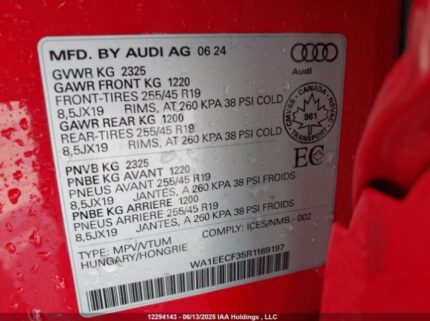 MFD. BY AUDI AG 06 24
Audi
GVWR KG 2325
GAWR FRONT KG 1220
FRONT-TIRES 255/45 R19
8,5JX19 RIMS, AT 260 KPA 38 PSI COLD
GAWR REAR KG 1200
REAR-TIRES 255/45 R19
8,5JX19 RIMS, AT 260 KPA 38 PSI COLD
CANADA
961
TRANSPORT
EC
PNVB KG 2325
PNBE KG AVANT 1220
PNEUS AVANT 255/45 R19
8,5JX19 JANTES, A 260 KPA 38 PSI FROIDS
PNBE KG ARRIERE 1200
PNEUS ARRIERE 255/45 R19
8,5JX19 JANTES, A 260 KPA 38 PSI FROIDS
TYPE: MPV/VTUM COMPLY: ICES/NMB - 002
HUNGARY/HONGRIE
WA1EECF35R1169197
12294143 - 06/13/2025 IAA Holdings , LLC